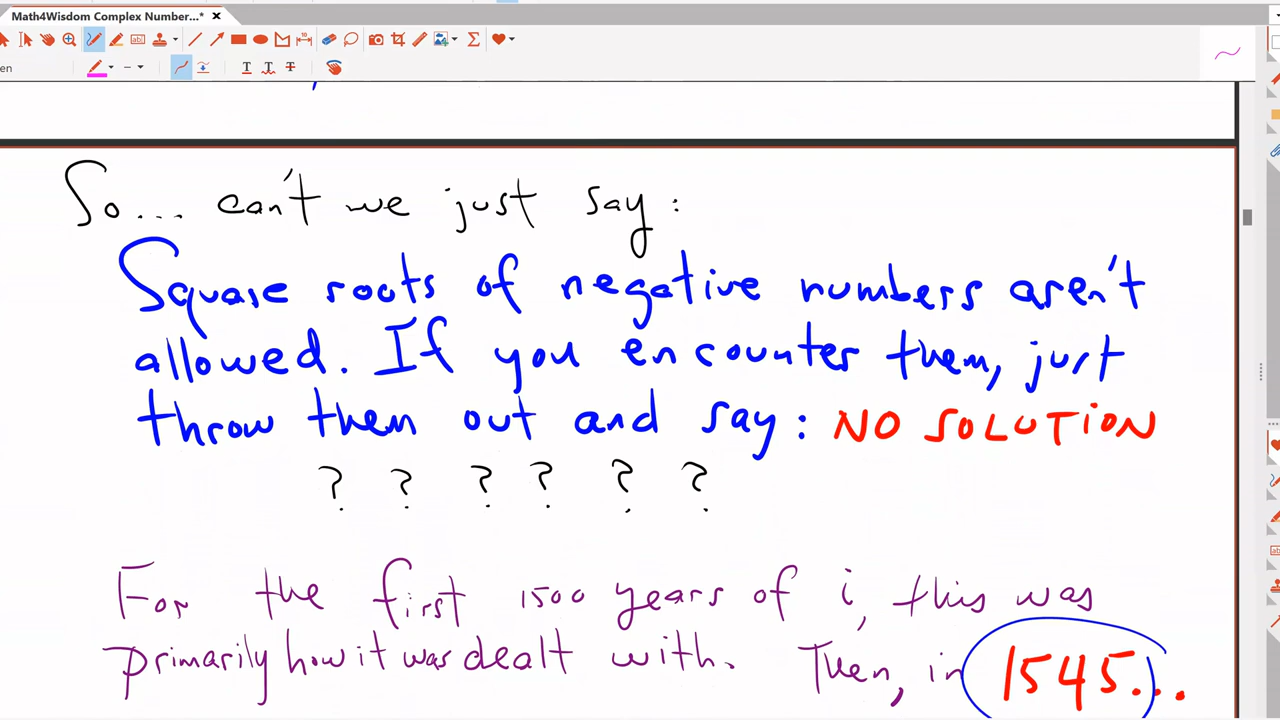 Math4Wisdom Complex Number...*
en
So... can't we just say:
Square roots of negative numbers aren't
allowed. If you encounter them, just
throw them out and say: NO SOLUTION
? ? ? ? ? ?
For the first 1500 years of i, this was
primarily how it was dealt with. Then, in 1545...